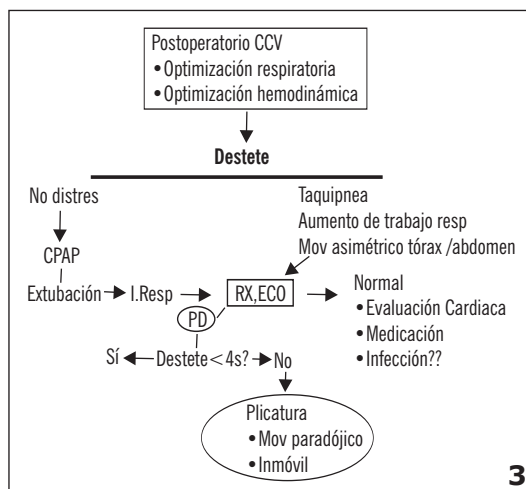 Postoperatorio CCV
• Optimización respiratoria
• Optimización hemodinámica
Destete
No distres
CPAP
Extubación
I.Resp
Taquipnea
Aumento de trabajo resp
Mov asimétrico tórax /abdomen
RX,ECO
PD
Normal
• Evaluación Cardiaca
• Medicación
• Infección??
Sí
Destete<4s?
No
Plicatura
• Mov paradójico
• Inmóvil
3